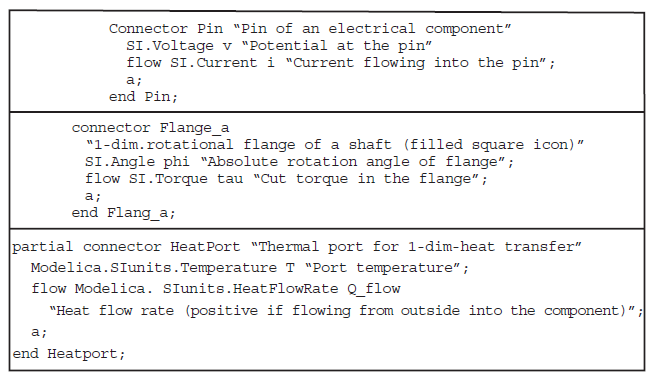 Connector Pin “Pin of an electrical component”
SI.Voltage v “Potential at the pin”
flow SI.Current i “Current flowing into the pin”;
a;
end Pin;
connector Flange_a
“1-dim.rotational flange of a shaft (filled square icon)”
SI.Angle phi “Absolute rotation angle of flange”;
flow SI.Torque tau “Cut torque in the flange”;
a;
end Flang_a;
partial connector HeatPort “Thermal port for 1-dim-heat transfer”
Modelica.SIunits.Temperature T “Port temperature”;
flow Modelica. SIunits.HeatFlowRate Q_flow
“Heat flow rate (positive if flowing from outside into the component)”;
a;
end Heatport;